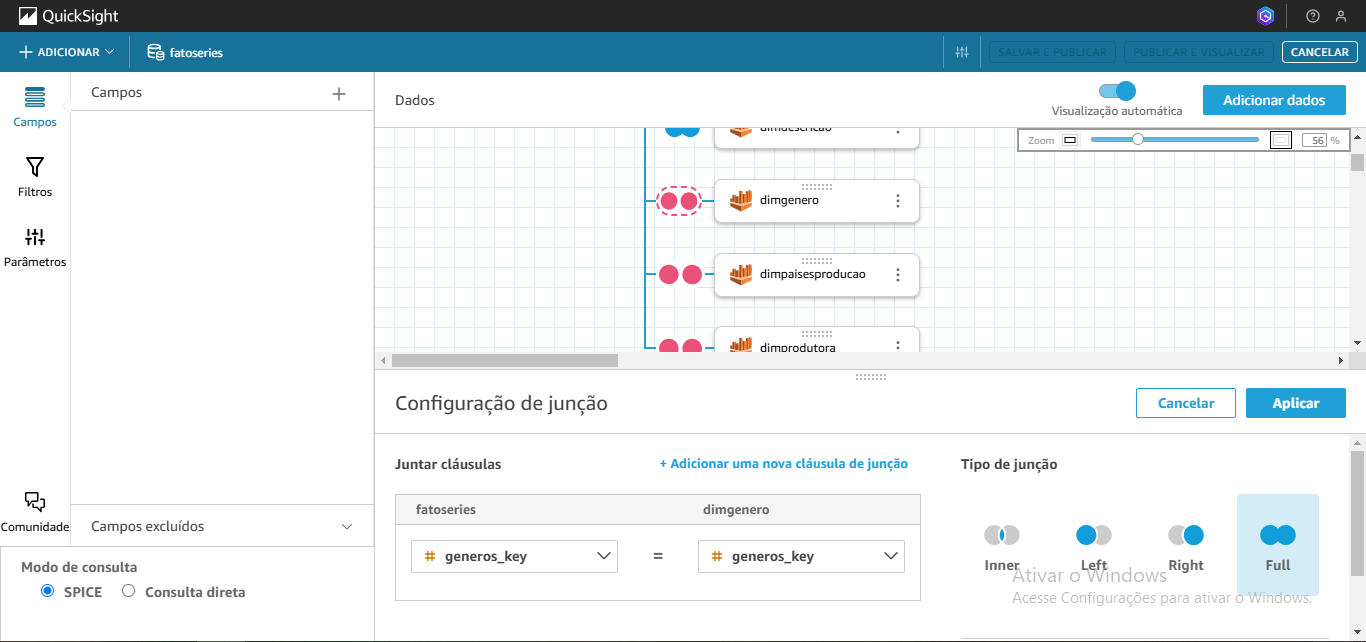 QuickSight
ADICIONAR
fatoseries
SALVAR E PUBLICAR
PUBLICAR E VISUALIZAR
CANCELAR
Campos
Filtros
Parâmetros
Comunidade
Campos
Campos excluídos
Modo de consulta
SPICE
Consulta direta
Dados
Visualização automática
Adicionar dados
Zoom
56 %
dimdescricao
dimgenero
dimpaisesproducao
dimprodutora
Configuração de junção
Cancelar
Aplicar
Juntar cláusulas
+ Adicionar uma nova cláusula de junção
fatoseries
dimgenero
# generos_key
=
# generos_key
Tipo de junção
Inner
Left
Right
Full
Ativar o Windows
Acesse Configurações para ativar o Windows.